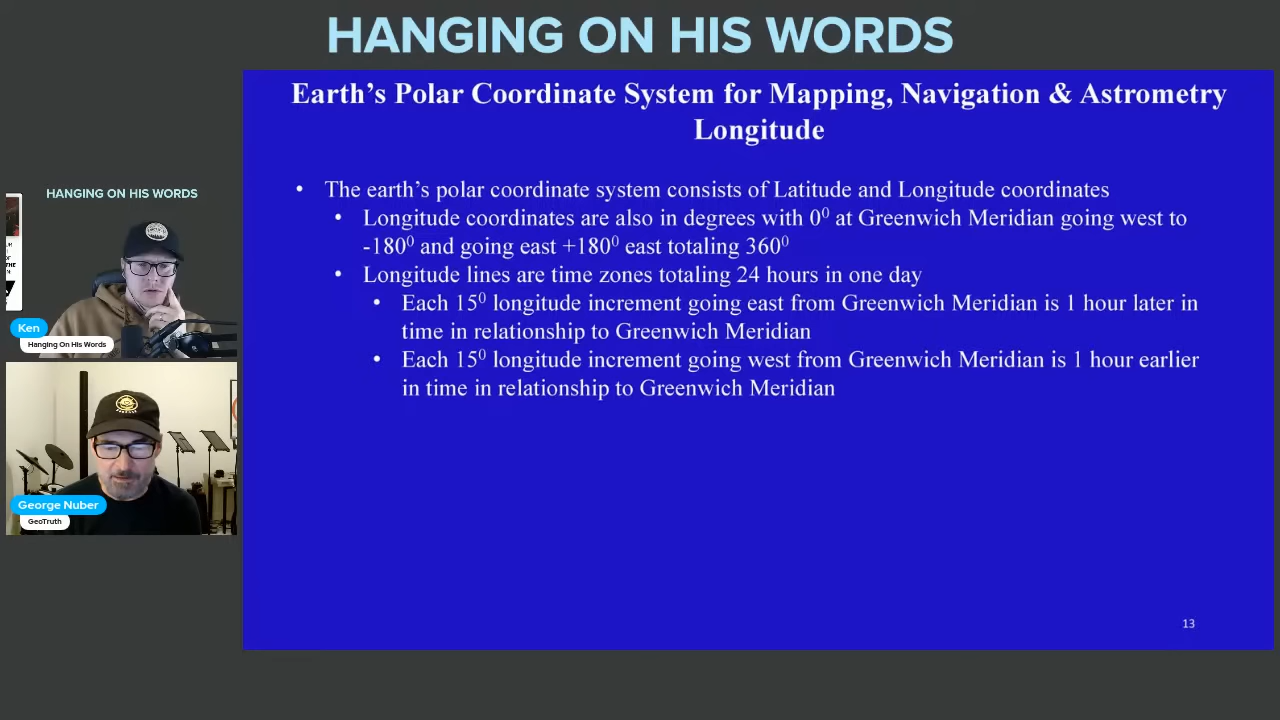 HANGING ON HIS WORDS
Earth's Polar Coordinate System for Mapping, Navigation & Astrometry
Longitude
• The earth's polar coordinate system consists of Latitude and Longitude coordinates
• Longitude coordinates are also in degrees with 0⁰ at Greenwich Meridian going west to
-180⁰ and going east +180⁰ east totaling 360⁰
• Longitude lines are time zones totaling 24 hours in one day
• Each 15⁰ longitude increment going east from Greenwich Meridian is 1 hour later in
time in relationship to Greenwich Meridian
• Each 15⁰ longitude increment going west from Greenwich Meridian is 1 hour earlier
in time in relationship to Greenwich Meridian
13
HANGING ON HIS WORDS
Ken
Hanging On His Words
George Nuber
GeoTruth